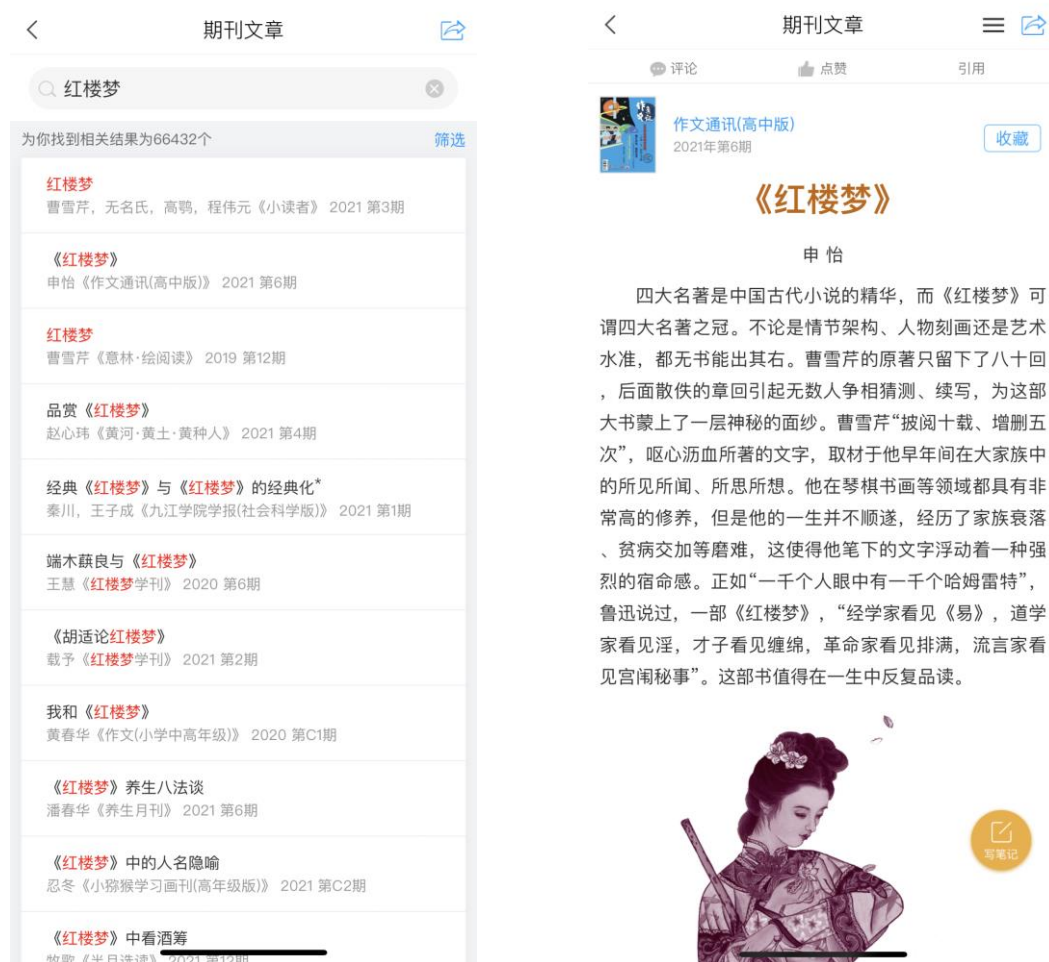 期刊文章
红楼梦
为你找到相关结果为66432个 筛选
红楼梦
曹雪芹，无名氏，高鹗，程伟元《小读者》 2021 第3期
《红楼梦》
申怡《作文通讯(高中版)》 2021 第6期
红楼梦
曹雪芹《意林·绘阅读》 2019 第12期
品赏《红楼梦》
赵心玮《黄河·黄土·黄种人》 2021 第4期
经典《红楼梦》与《红楼梦》的经典化*
秦川，王子成《九江学院学报(社会科学版)》 2021 第1期
端木蕻良与《红楼梦》
王慧《红楼梦学刊》 2020 第6期
《胡适论红楼梦》
载予《红楼梦学刊》 2021 第2期
我和《红楼梦》
黄春华《作文(小学中高年级)》 2020 第C1期
《红楼梦》养生八法谈
潘春华《养生月刊》 2021 第6期
《红楼梦》中的人名隐喻
忍冬《小猕猴学习画刊(高年级版)》 2021 第C2期
《红楼梦》中看酒筹
牧歌《半月选读》 2021 第12期
期刊文章
评论 点赞 引用
作文通讯(高中版)
2021年第6期
收藏
《红楼梦》
申 怡
四大名著是中国古代小说的精华，而《红楼梦》可
谓四大名著之冠。不论是情节架构、人物刻画还是艺术
水准，都无书能出其右。曹雪芹的原著只留下了八十回
，后面散佚的章回引起无数人争相猜测、续写，为这部
大书蒙上了一层神秘的面纱。曹雪芹“披阅十载、增删五
次”，呕心沥血所著的文字，取材于他早年间在大家族中
的所见所闻、所思所想。他在琴棋书画等领域都具有非
常高的修养，但是他的一生并不顺遂，经历了家族衰落
、贫病交加等磨难，这使得他笔下的文字浮动着一种强
烈的宿命感。正如“一千个人眼中有一千个哈姆雷特”，
鲁迅说过，一部《红楼梦》，“经学家看见《易》，道学
家看见淫，才子看见缠绵，革命家看见排满，流言家看
见宫闱秘事”。这部书值得在一生中反复品读。
写笔记